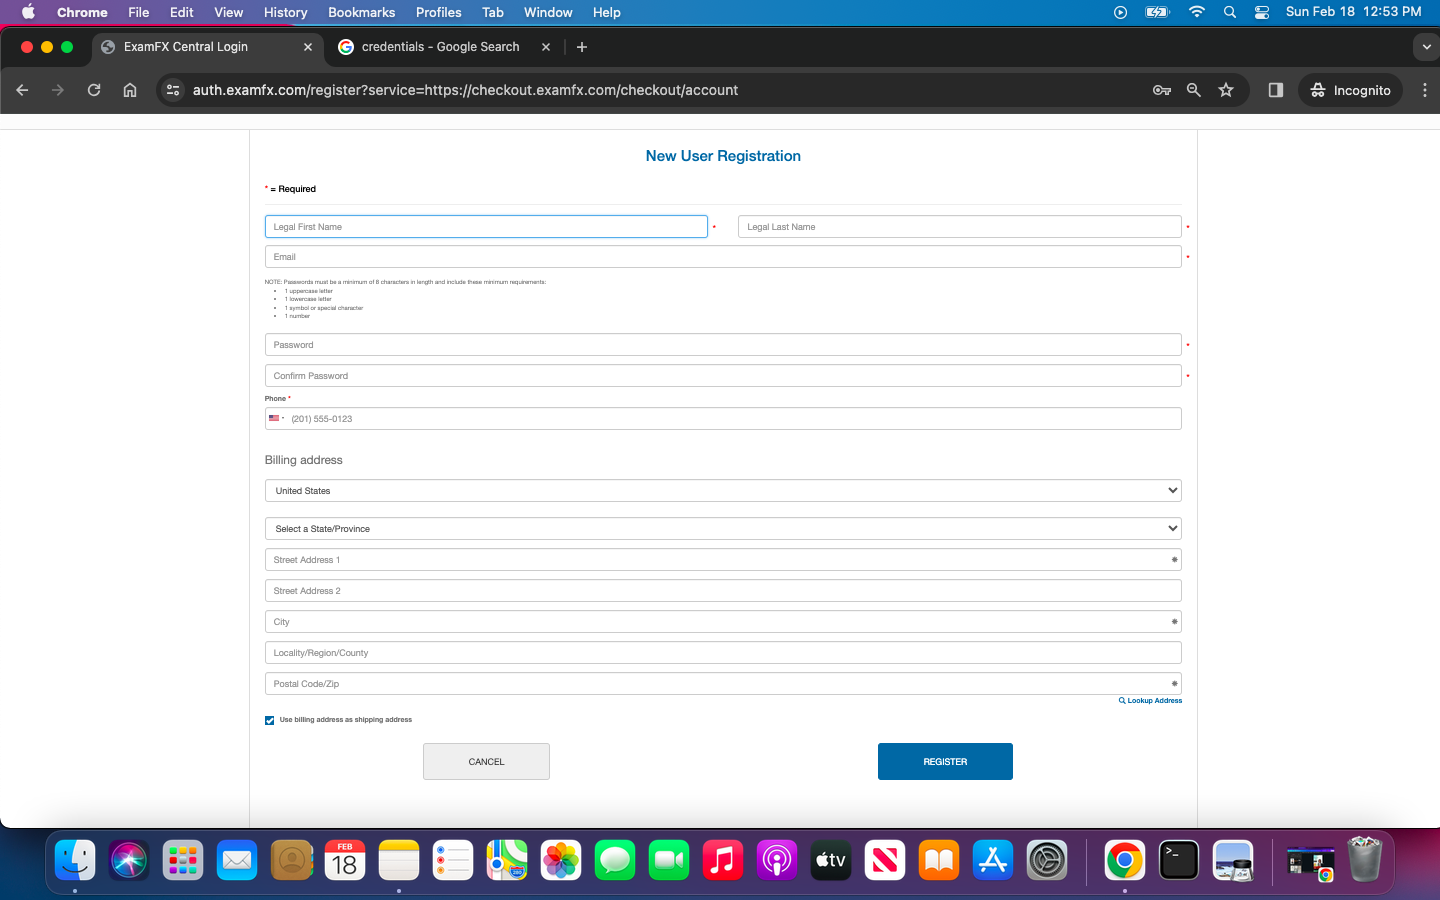 Chrome File Edit View History Bookmarks Profiles Tab Window Help Sun Feb 18 12:53 PM
ExamFX Central Login credentials - Google Search
auth.examfx.com/register?service=https://checkout.examfx.com/checkout/account Incognito
New User Registration
* = Required
Legal First Name * Legal Last Name *
Email *
NOTE: Passwords must be a minimum of 8 characters in length and include these minimum requirements:
• 1 uppercase letter
• 1 lowercase letter
• 1 symbol or special character
• 1 number
Password *
Confirm Password *
Phone *
(201) 555-0123
Billing address
United States
Select a State/Province
Street Address 1
Street Address 2
City
Locality/Region/County
Postal Code/Zip
Lookup Address
Use billing address as shipping address
CANCEL REGISTER
FEB
18
280
tv
>_